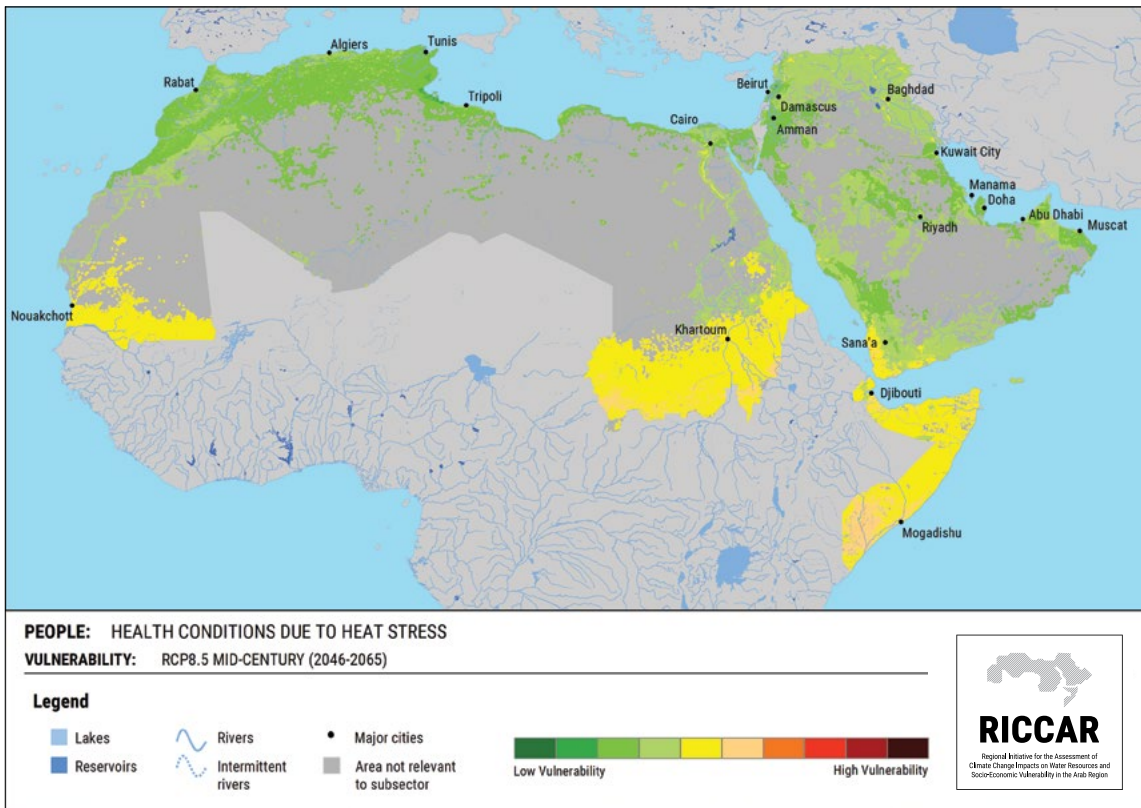 Algiers
Tunis
Rabat
Tripoli
Beirut
Damascus
Amman
Baghdad
Cairo
Kuwait City
Manama
Doha
Riyadh
Abu Dhabi
Muscat
Nouakchott
Khartoum
Sana'a
Djibouti
Mogadishu
PEOPLE: HEALTH CONDITIONS DUE TO HEAT STRESS
VULNERABILITY: RCP8.5 MID-CENTURY (2046-2065)
Legend
Lakes
Rivers
Major cities
Reservoirs
Intermittent
rivers
Area not relevant
to subsector
Low Vulnerability
High Vulnerability
RICCAR
Regional Initiative for the Assessment of
Climate Change Impacts on Water Resources and
Socio-Economic Vulnerability in the Arab Region